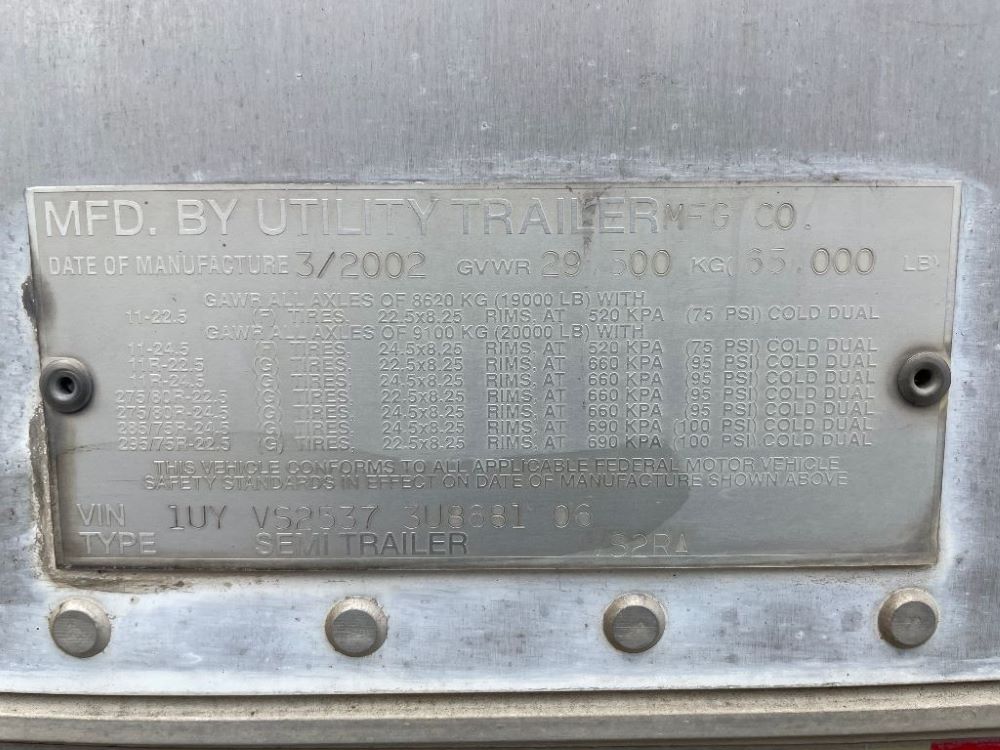 MFD. BY UTILITY TRAILER MFG CO.
DATE OF MANUFACTURE 3/2002 GVWR 29,500 KG( 65,000 LB)
GAWR ALL AXLES OF 8620 KG (19000 LB) WITH
11-22.5 (F) TIRES, 22.5x8.25 RIMS, AT 520 KPA (75 PSI) COLD DUAL
GAWR ALL AXLES OF 9100 KG (20000 LB) WITH
11-24.5 (G) TIRES, 24.5x8.25 RIMS, AT 520 KPA (75 PSI) COLD DUAL
11R-22.5 (G) TIRES, 22.5x8.25 RIMS, AT 660 KPA (95 PSI) COLD DUAL
11R-24.5 (G) TIRES, 24.5x8.25 RIMS, AT 660 KPA (95 PSI) COLD DUAL
275/80R-22.5 (G) TIRES, 22.5x8.25 RIMS, AT 660 KPA (95 PSI) COLD DUAL
275/80R-24.5 (G) TIRES, 24.5x8.25 RIMS, AT 660 KPA (95 PSI) COLD DUAL
285/75R-24.5 (G) TIRES, 24.5x8.25 RIMS, AT 690 KPA (100 PSI) COLD DUAL
295/75R-22.5 (G) TIRES, 22.5x8.25 RIMS, AT 690 KPA (100 PSI) COLD DUAL
THIS VEHICLE CONFORMS TO ALL APPLICABLE FEDERAL MOTOR VEHICLE
SAFETY STANDARDS IN EFFECT ON DATE OF MANUFACTURE SHOWN ABOVE
VIN 1UY VS2537 3U8681 06
TYPE SEMI TRAILER VS2RA